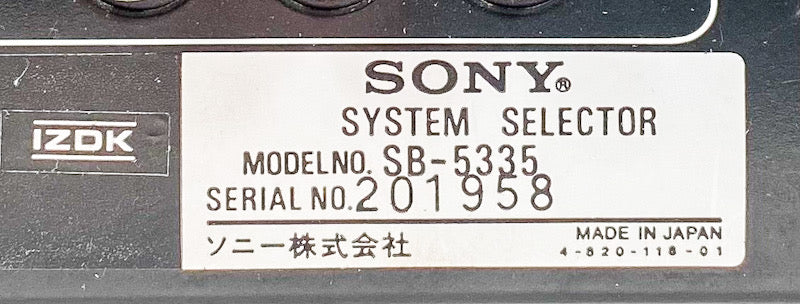 SONY®
SYSTEM SELECTOR
MODEL NO. SB-5335
SERIAL NO. 201958
ソニー株式会社
MADE IN JAPAN
4-820-118-01
IZDK